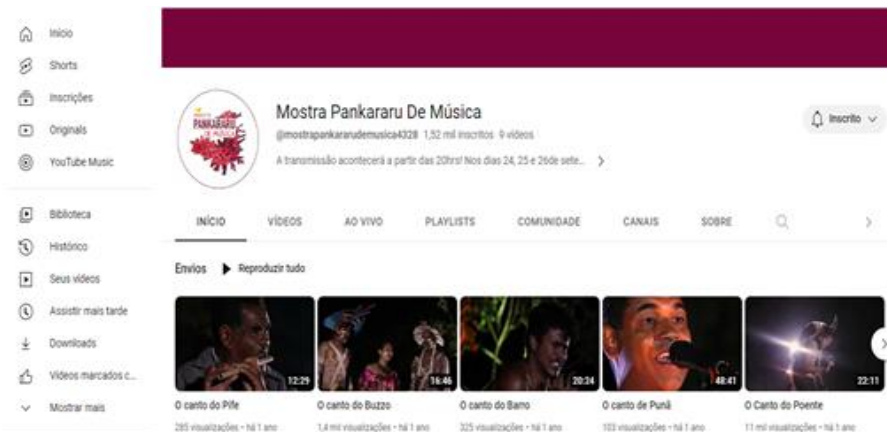 Início
Shorts
Inscrições
Originals
YouTube Music
Biblioteca
Histórico
Seus vídeos
Assistir mais tarde
Downloads
Vídeos marcados c...
Mostrar mais
PANKARARU
DE MÚSICA
Mostra Pankararu De Música
@mostrapankararudemusica4328 1,52 mil inscritos 9 vídeos
A transmissão acontecerá a partir das 20hrs! Nos dias 24, 25 e 26de sete...
Inscrito
INÍCIO VÍDEOS AO VIVO PLAYLISTS COMUNIDADE CANAIS SOBRE
Envios Reproduzir tudo
12:29 16:46 20:24 48:41 22:11
O canto do Pife O canto do Buzzo O canto do Barro O canto de Punã O Canto do Poente
285 visualizações • há 1 ano 1,4 mil visualizações • há 1 ano 325 visualizações • há 1 ano 103 visualizações • há 1 ano 11 mil visualizações • há 1 ano